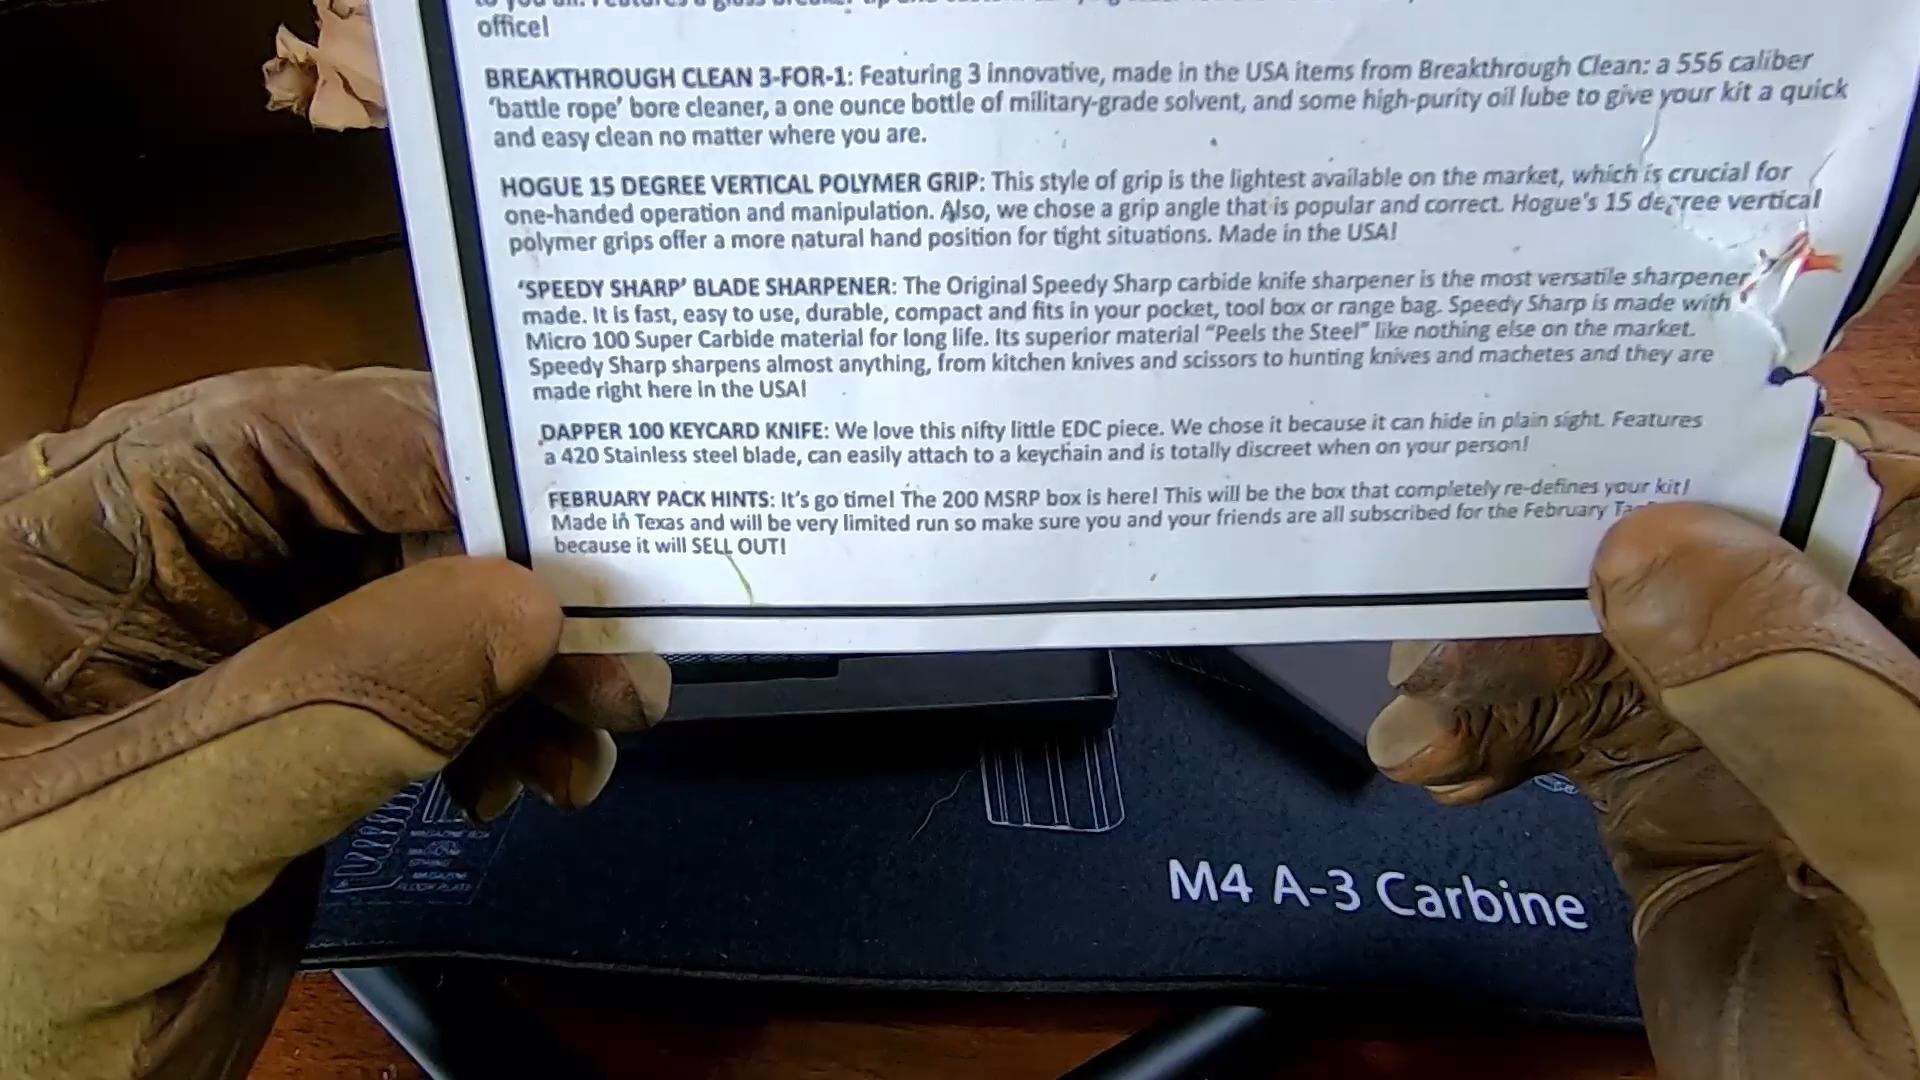 office!
BREAKTHROUGH CLEAN 3-FOR-1: Featuring 3 innovative, made in the USA items from Breakthrough Clean: a 556 caliber
'battle rope' bore cleaner, a one ounce bottle of military-grade solvent, and some high-purity oil lube to give your kit a quick
and easy clean no matter where you are.
HOGUE 15 DEGREE VERTICAL POLYMER GRIP: This style of grip is the lightest available on the market, which is crucial for
one-handed operation and manipulation. Also, we chose a grip angle that is popular and correct. Hogue's 15 degree vertical
polymer grips offer a more natural hand position for tight situations. Made in the USA!
'SPEEDY SHARP' BLADE SHARPENER: The Original Speedy Sharp carbide knife sharpener is the most versatile sharpener
made. It is fast, easy to use, durable, compact and fits in your pocket, tool box or range bag. Speedy Sharp is made with
Micro 100 Super Carbide material for long life. Its superior material "Peels the Steel" like nothing else on the market.
Speedy Sharp sharpens almost anything, from kitchen knives and scissors to hunting knives and machetes and they are
made right here in the USA!
DAPPER 100 KEYCARD KNIFE: We love this nifty little EDC piece. We chose it because it can hide in plain sight. Features
a 420 Stainless steel blade, can easily attach to a keychain and is totally discreet when on your person!
FEBRUARY PACK HINTS: It's go time! The 200 MSRP box is here! This will be the box that completely re-defines your kit!
Made in Texas and will be very limited run so make sure you and your friends are all subscribed for the February
because it will SELL OUT!
MAGAZINE
FLOOR PLATE
M4 A-3 Carbine